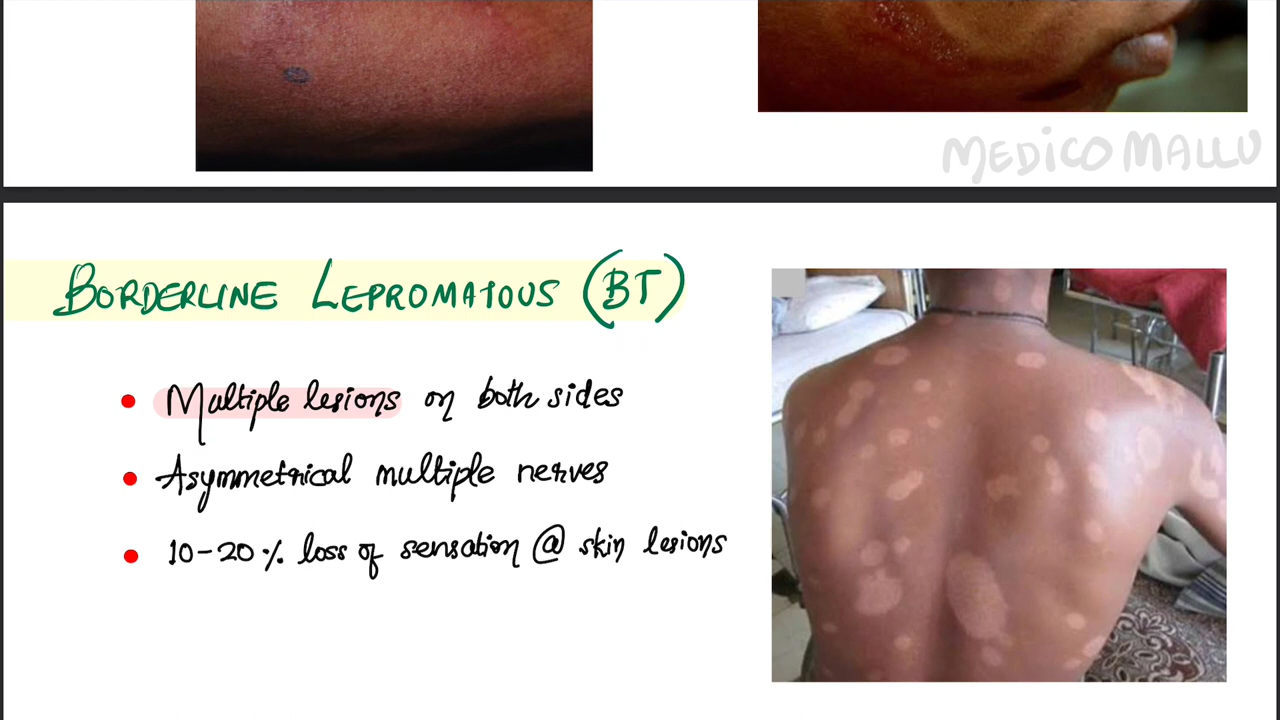 MEDICO MALLU
BORDERLINE LEPROMATOUS (BT)
Multiple lesions on both sides
Asymmetrical multiple nerves
10-20% loss of sensation @ skin lesions